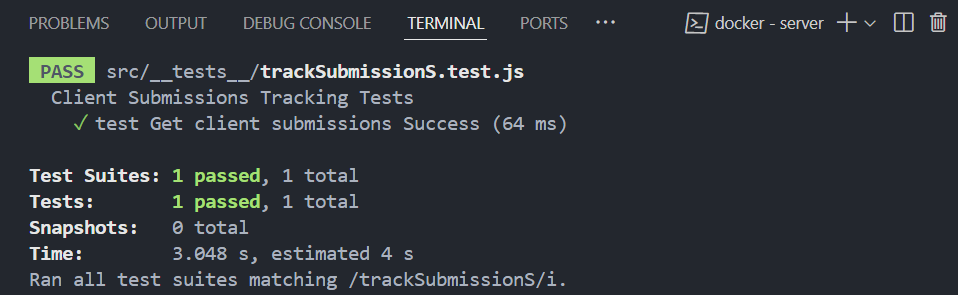 PROBLEMS OUTPUT DEBUG CONSOLE TERMINAL PORTS ··· docker - server
PASS src/__tests__/trackSubmissionS.test.js
Client Submissions Tracking Tests
✓ test Get client submissions Success (64 ms)
Test Suites: 1 passed, 1 total
Tests: 1 passed, 1 total
Snapshots: 0 total
Time: 3.048 s, estimated 4 s
Ran all test suites matching /trackSubmissionS/i.